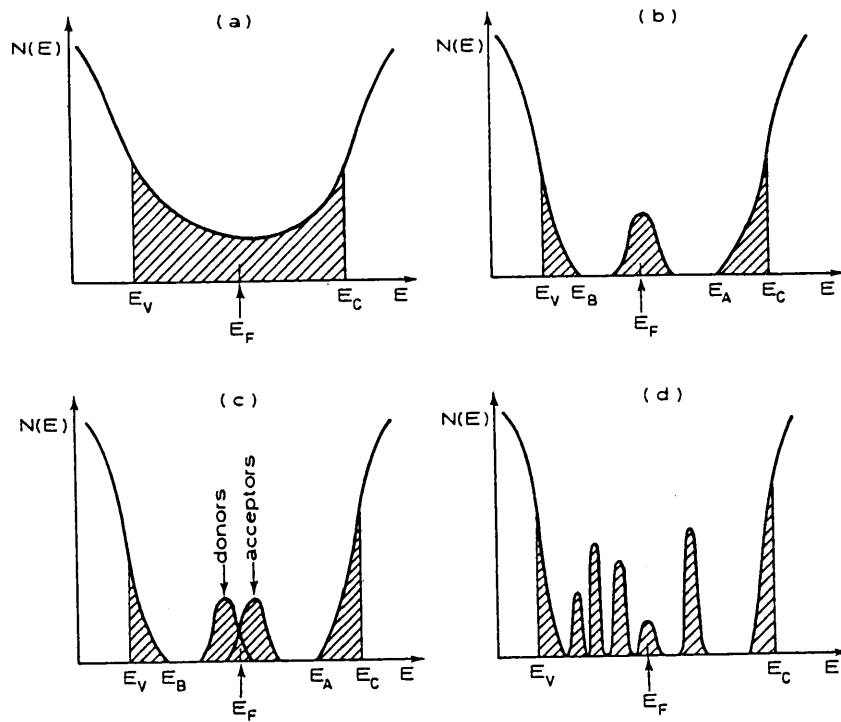 (a)
N(E)
E_V E_C E
E_F
(b)
N(E)
E_V E_B E_A E_C E
E_F
(c)
N(E)
donors
acceptors
E_V E_B E_A E_C E
E_F
(d)
N(E)
E_V E_C E
E_F